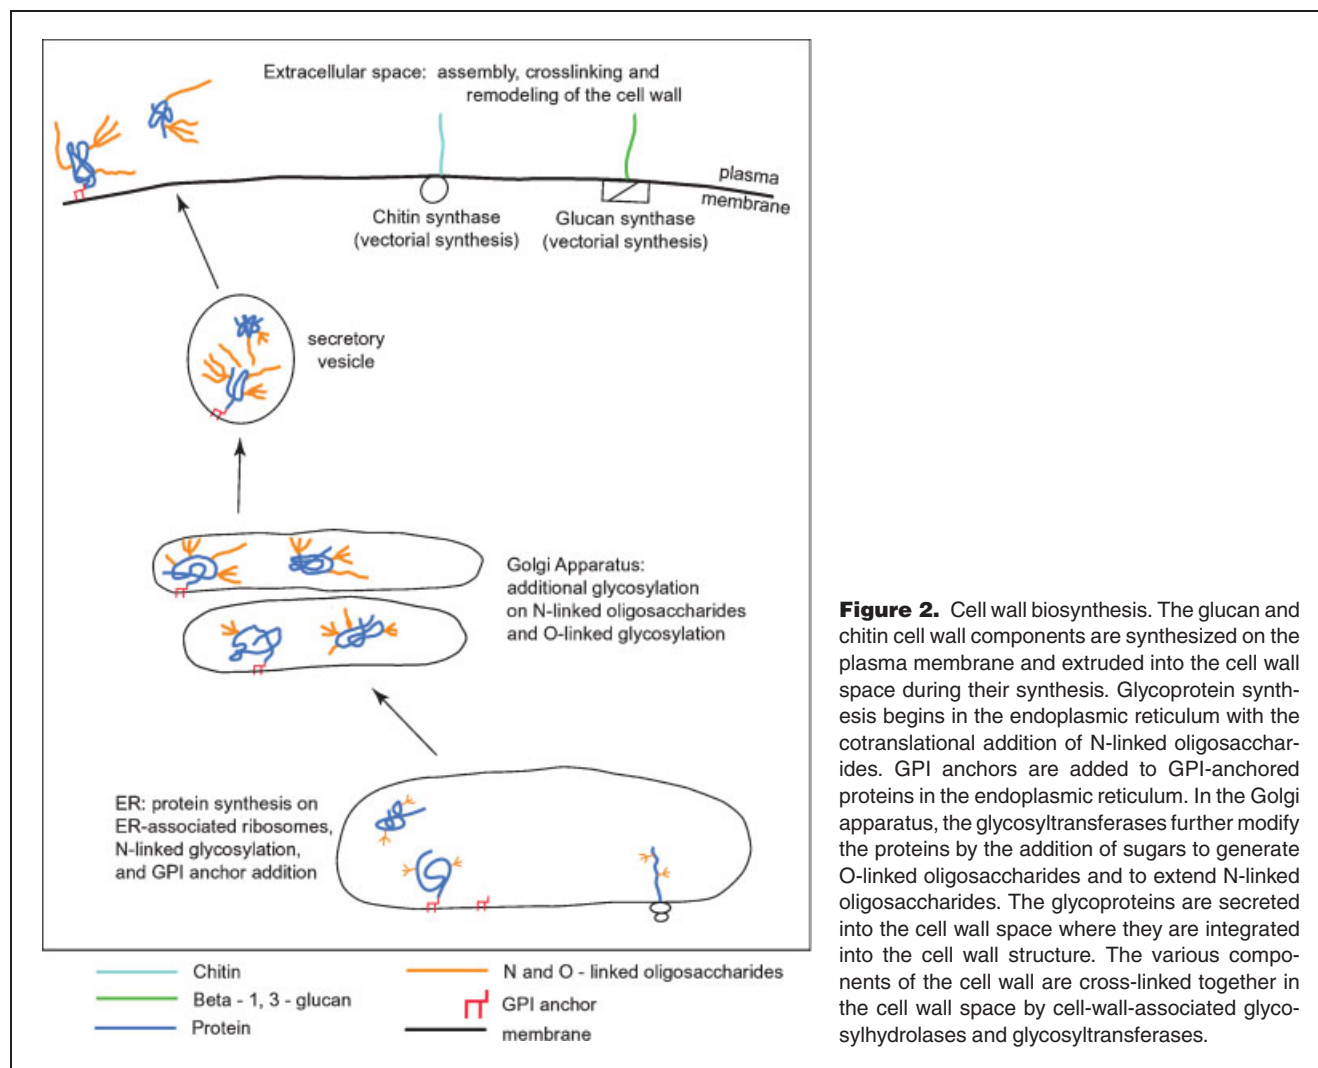 Extracellular space: assembly, crosslinking and
remodeling of the cell wall
plasma
membrane
Chitin synthase
(vectorial synthesis)
Glucan synthase
(vectorial synthesis)
secretory
vesicle
Golgi Apparatus:
additional glycosylation
on N-linked oligosaccharides
and O-linked glycosylation
ER: protein synthesis on
ER-associated ribosomes,
N-linked glycosylation,
and GPI anchor addition
Chitin
Beta - 1, 3 - glucan
Protein
N and O - linked oligosaccharides
GPI anchor
membrane
Figure 2. Cell wall biosynthesis. The glucan and
chitin cell wall components are synthesized on the
plasma membrane and extruded into the cell wall
space during their synthesis. Glycoprotein synth-
esis begins in the endoplasmic reticulum with the
cotranslational addition of N-linked oligosacchar-
ides. GPI anchors are added to GPI-anchored
proteins in the endoplasmic reticulum. In the Golgi
apparatus, the glycosyltransferases further modify
the proteins by the addition of sugars to generate
O-linked oligosaccharides and to extend N-linked
oligosaccharides. The glycoproteins are secreted
into the cell wall space where they are integrated
into the cell wall structure. The various compo-
nents of the cell wall are cross-linked together in
the cell wall space by cell-wall-associated glyco-
sylhydrolases and glycosyltransferases.